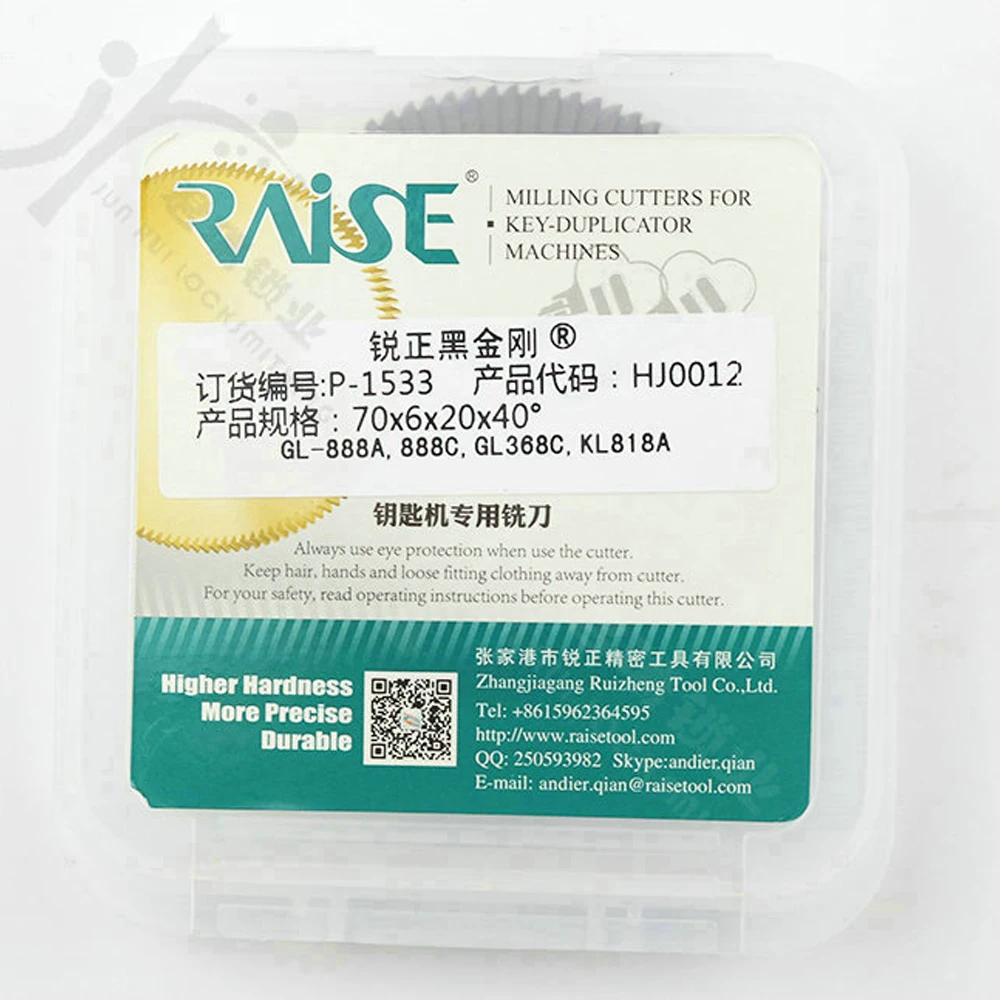 RAISE®
MILLING CUTTERS FOR
KEY-DUPLICATOR
MACHINES
锐正黑金刚®
订货编号:P-1533 产品代码:HJ0012
产品规格:70x6x20x40°
GL-888A, 888C, GL368C, KL818A
钥匙机专用铣刀
Always use eye protection when use the cutter.
Keep hair, hands and loose fitting clothing away from cutter.
For your safety, read operating instructions before operating this cutter.
Higher Hardness
More Precise
Durable
张家港市锐正精密工具有限公司
Zhangjiagang Ruizheng Tool Co.,Ltd.
Tel: +8615962364595
http://www.raisetool.com
QQ: 250593982 Skype:andier.qian
E-mail: andier.qian@raisetool.com